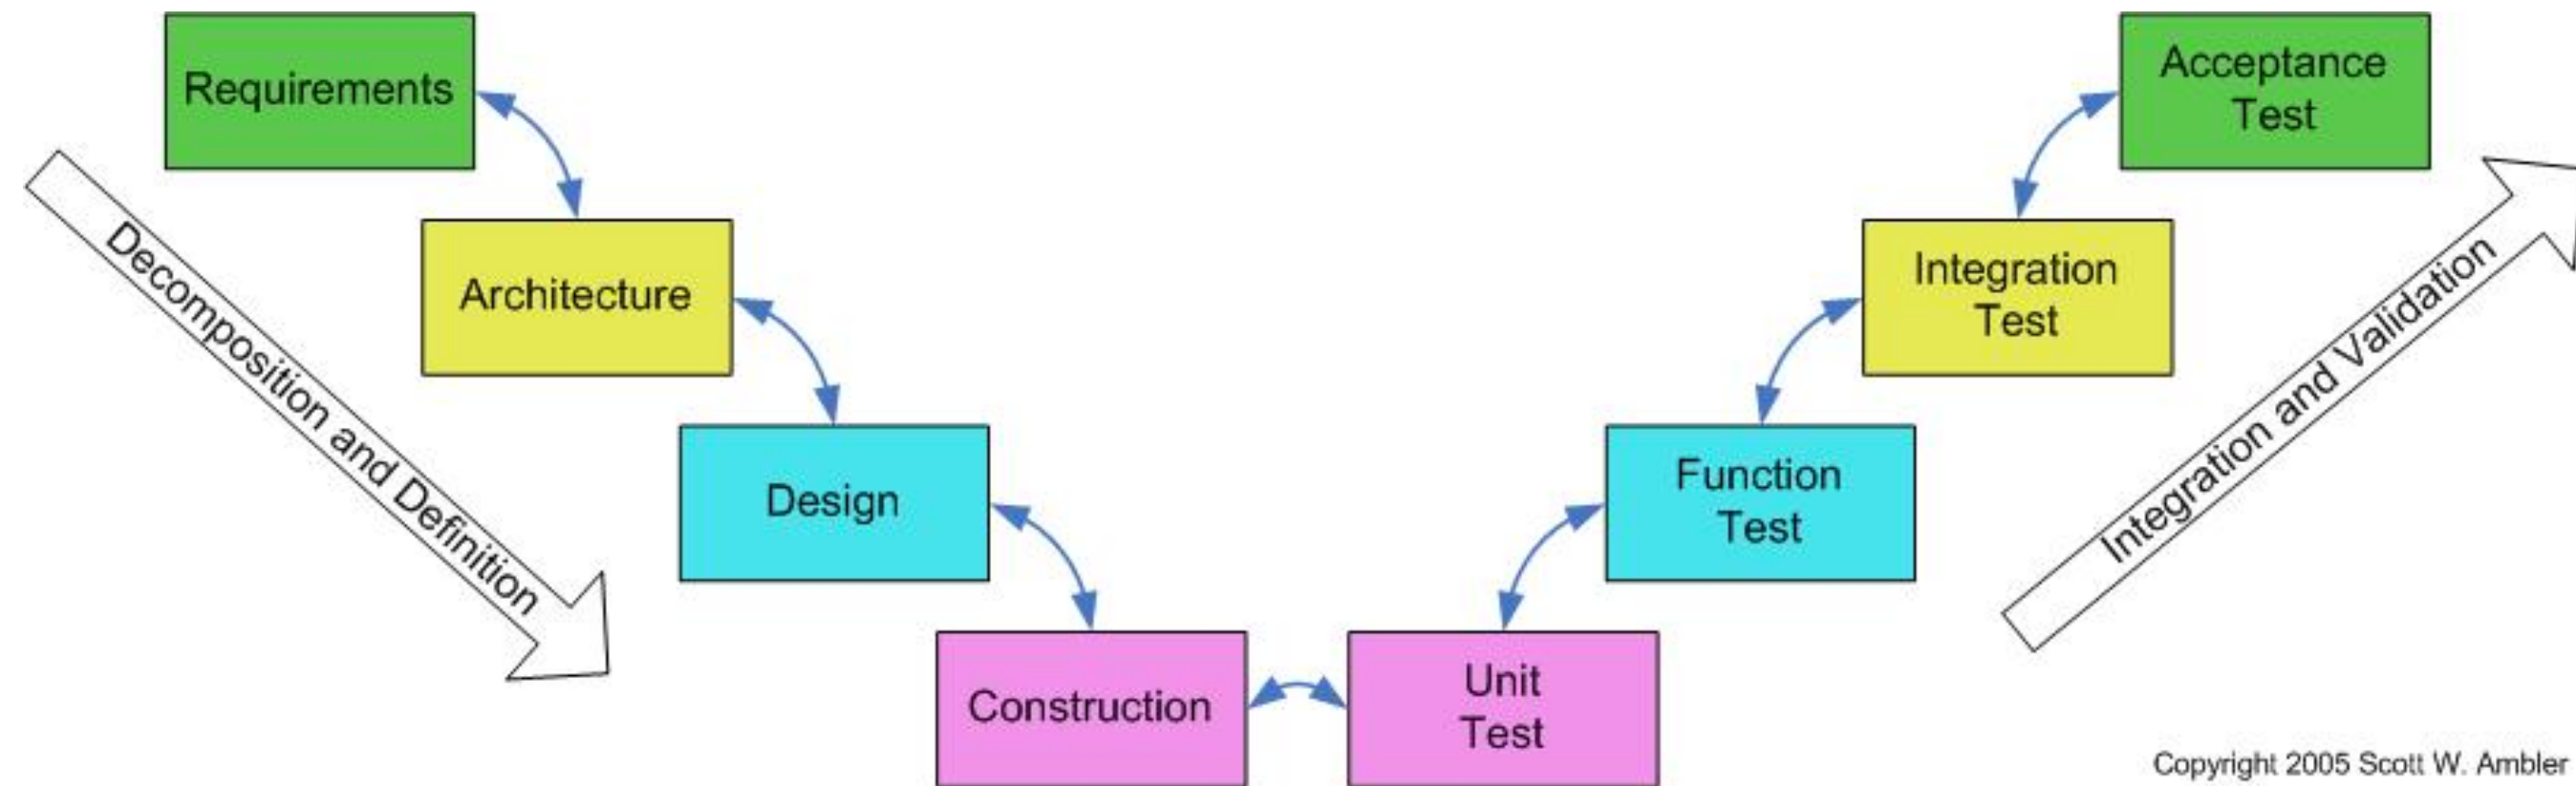 Requirements
Acceptance
Test
Decomposition and Definition
Architecture
Integration
Test
Integration and Validation
Design
Function
Test
Construction
Unit
Test
Copyright 2005 Scott W. Ambler